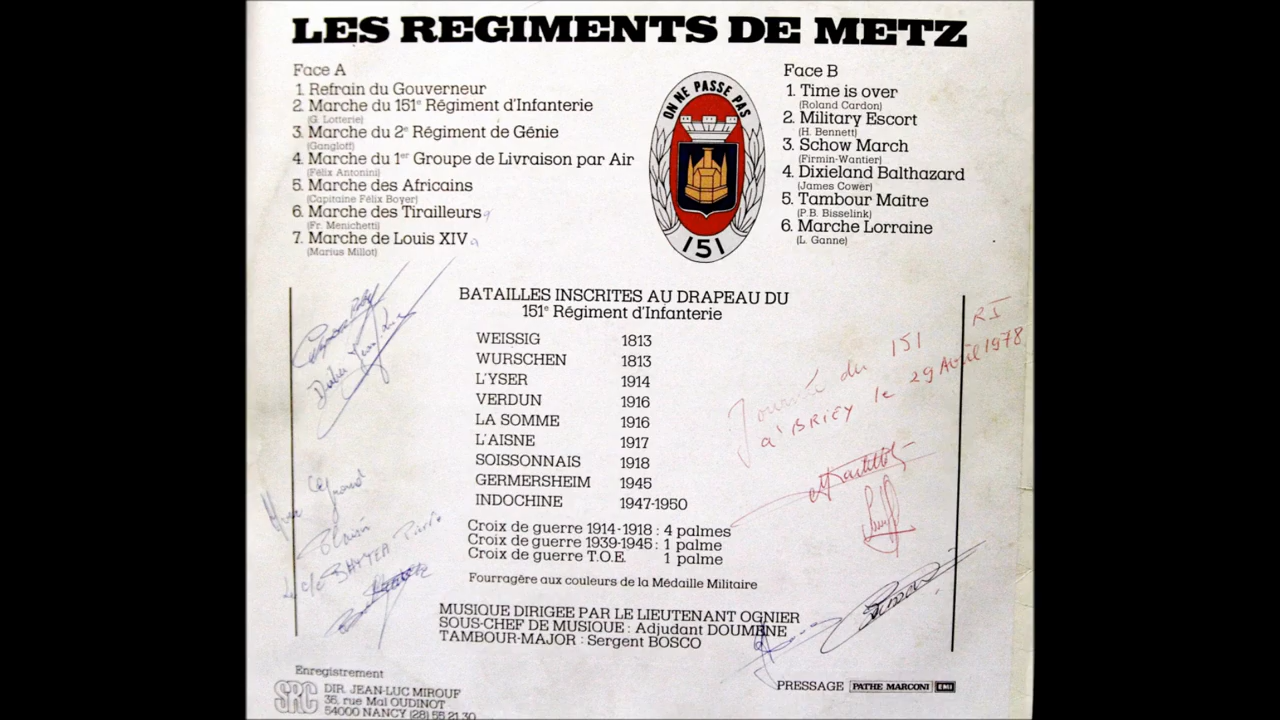 LES REGIMENTS DE METZ
Face A
1. Refrain du Gouverneur
2. Marche du 151e Régiment d'Infanterie
(G. Lotterie)
3. Marche du 2e Régiment de Génie
(Gangloff)
4. Marche du 1er Groupe de Livraison par Air
(Félix Antonini)
5. Marche des Africains
(Capitaine Félix Boyer)
6. Marche des Tirailleurs
(Fr. Menichetti)
7. Marche de Louis XIV
(Marius Millot)
ON NE PASSE PAS
151
Face B
1. Time is over
(Roland Cardon)
2. Military Escort
(H. Bennett)
3. Schow March
(Firmin-Wantier)
4. Dixieland Balthazard
(James Cower)
5. Tambour Maitre
(P.B. Bisselink)
6. Marche Lorraine
(L. Ganne)
BATAILLES INSCRITES AU DRAPEAU DU
151e Régiment d'Infanterie
WEISSIG 1813
WURSCHEN 1813
L'YSER 1914
VERDUN 1916
LA SOMME 1916
L'AISNE 1917
SOISSONNAIS 1918
GERMERSHEIM 1945
INDOCHINE 1947-1950
Croix de guerre 1914-1918 : 4 palmes
Croix de guerre 1939-1945 : 1 palme
Croix de guerre T.O.E. 1 palme
Fourragère aux couleurs de la Médaille Militaire
Journée du 151 RI
à BRIEY le 29 Avril 1978
MUSIQUE DIRIGEE PAR LE LIEUTENANT OGNIER
SOUS-CHEF DE MUSIQUE : Adjudant DOUMENE
TAMBOUR-MAJOR : Sergent BOSCO
Enregistrement
SRC DIR. JEAN-LUC MIROUF
35, rue Mal OUDINOT
54000 NANCY (28) 55 21 30
PRESSAGE PATHE MARCONI EMI